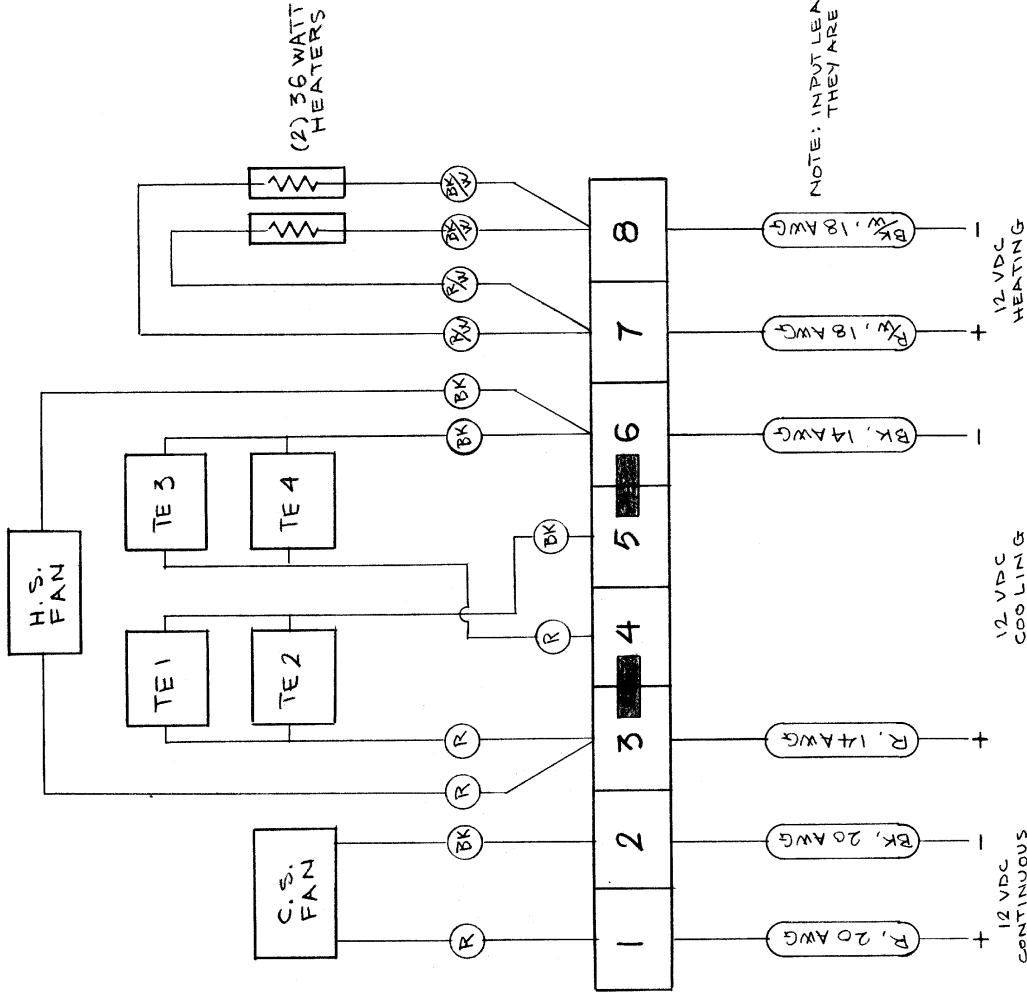 H.S.
FAN
TE 1
TE 3
C.S.
FAN
TE 2
TE 4
(2) 36 WATT
HEATERS
R
BK
R
R
BK
BK
R/W
R/W
BK/W
BK/W
R
BK
1 2 3 4 5 6 7 8
R, 20 AWG
BK, 20 AWG
R, 14 AWG
BK, 14 AWG
R/W, 18 AWG
BK/W, 18 AWG
NOTE: INPUT LEA
THEY ARE
+ - + - + -
12 VDC
CONTINUOUS
12 VDC
COOLING
12 VDC
HEATING